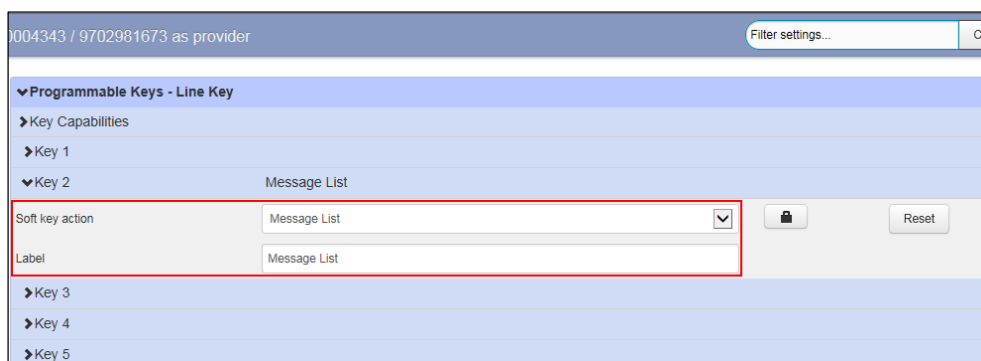 0004343 / 9702981673 as provider
Filter settings...
Programmable Keys - Line Key
Key Capabilities
Key 1
Key 2 Message List
Soft key action Message List Reset
Label Message List
Key 3
Key 4
Key 5